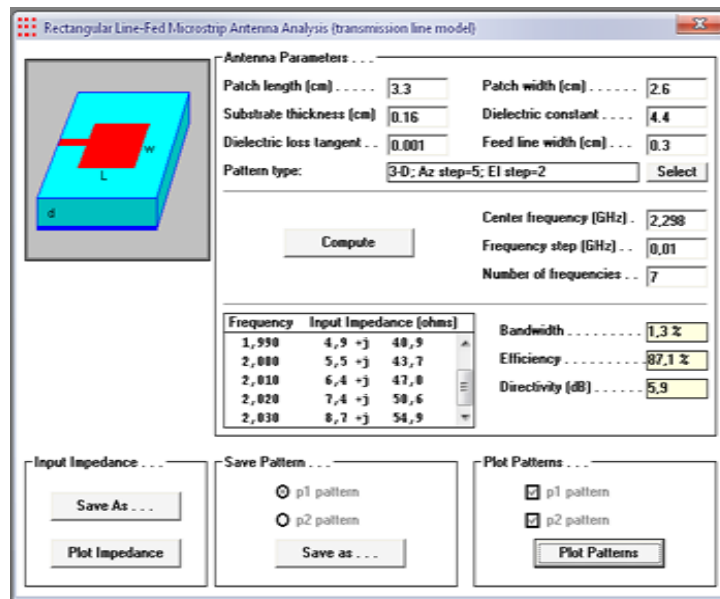 Rectangular Line-Fed Microstrip Antenna Analysis {transmission line model}
W
L
d
Antenna Parameters . . .
Patch length (cm) . . . . . 3.3
Patch width (cm) . . . . . . 2.6
Substrate thickness (cm) 0.16
Dielectric constant . . . . 4.4
Dielectric loss tangent . . 0.001
Feed line width (cm) . . . 0.3
Pattern type: 3-D; Az step=5; El step=2 Select
Compute
Center frequency (GHz) . 2,298
Frequency step (GHz) . . 0,01
Number of frequencies . . 7
Frequency Input Impedance (ohms)
1,990 4,9 +j 40,9
2,000 5,5 +j 43,7
2,010 6,4 +j 47,0
2,020 7,4 +j 50,6
2,030 8,7 +j 54,9
Bandwidth . . . . . . . . . 1,3 %
Efficiency . . . . . . . . . . 87,1 %
Directivity (dB) . . . . . . 5,9
Input Impedance . . .
Save As . . .
Plot Impedance
Save Pattern . . .
p1 pattern
p2 pattern
Save as . . .
Plot Patterns . . .
p1 pattern
p2 pattern
Plot Patterns